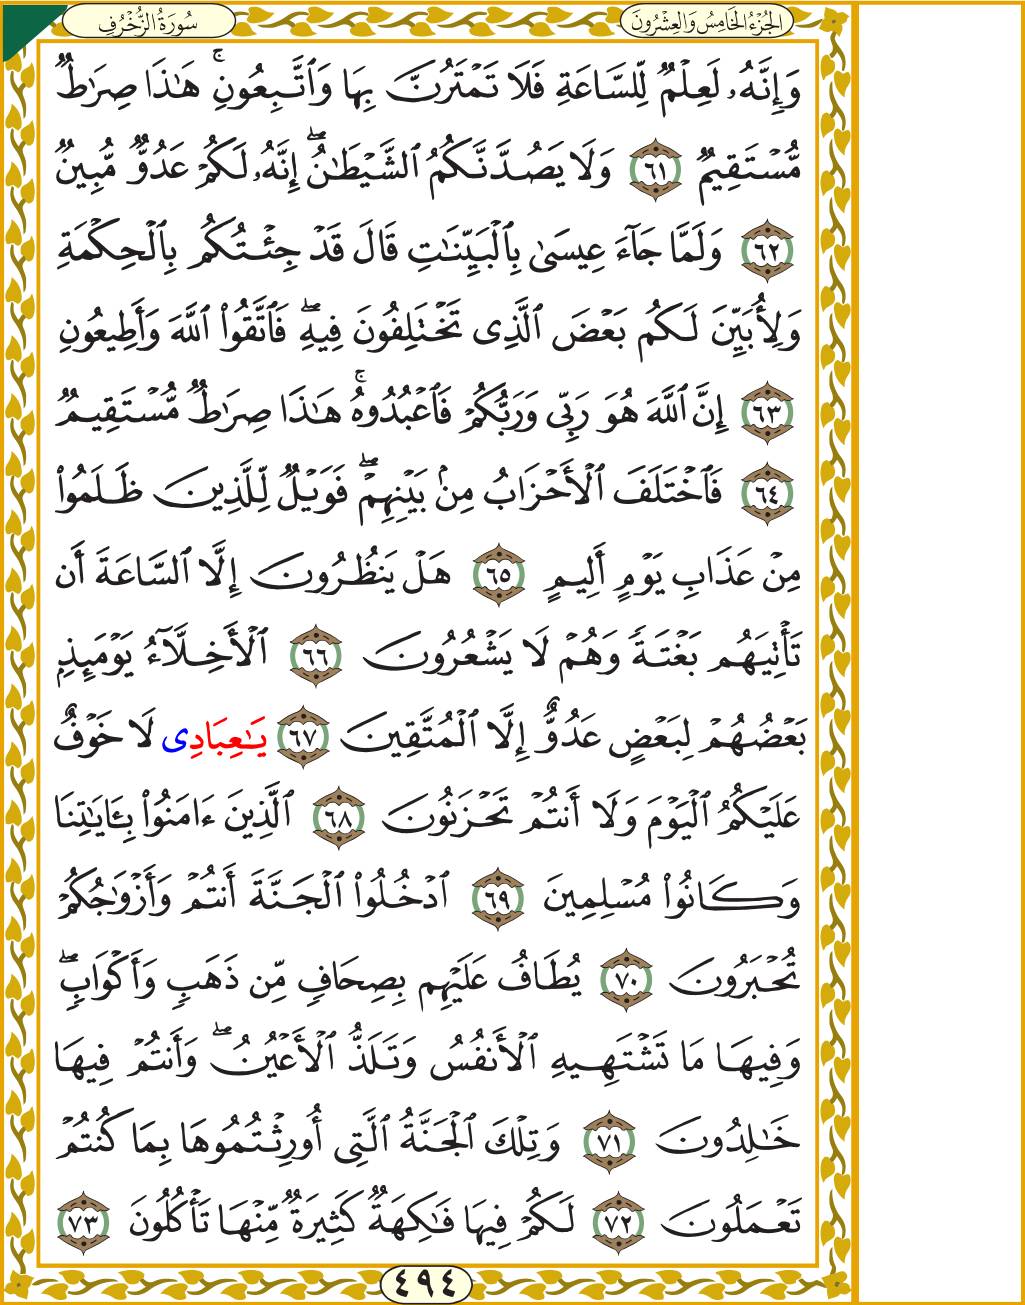 سُورَةُ الزُّخْرُفِ
الجُزْءُ الخَامِسُ وَالعِشْرُونَ
وَإِنَّهُۥ لَعِلْمٌ لِّلسَّاعَةِ فَلَا تَمْتَرُنَّ بِهَا وَٱتَّبِعُونِۚ هَٰذَا صِرَٰطٌ
مُّسْتَقِيمٌ ٦١ وَلَا يَصُدَّنَّكُمُ ٱلشَّيْطَٰنُۖ إِنَّهُۥ لَكُمْ عَدُوٌّ مُّبِينٌ
٦٢ وَلَمَّا جَآءَ عِيسَىٰ بِٱلْبَيِّنَٰتِ قَالَ قَدْ جِئْتُكُم بِٱلْحِكْمَةِ
وَلِأُبَيِّنَ لَكُم بَعْضَ ٱلَّذِى تَخْتَلِفُونَ فِيهِۖ فَٱتَّقُوا۟ ٱللَّهَ وَأَطِيعُونِ
٦٣ إِنَّ ٱللَّهَ هُوَ رَبِّى وَرَبُّكُمْ فَٱعْبُدُوهُۚ هَٰذَا صِرَٰطٌ مُّسْتَقِيمٌ
٦٤ فَٱخْتَلَفَ ٱلْأَحْزَابُ مِنۢ بَيْنِهِمْۖ فَوَيْلٌ لِّلَّذِينَ ظَلَمُوا۟
مِنْ عَذَابِ يَوْمٍ أَلِيمٍ ٦٥ هَلْ يَنظُرُونَ إِلَّا ٱلسَّاعَةَ أَن
تَأْتِيَهُم بَغْتَةً وَهُمْ لَا يَشْعُرُونَ ٦٦ ٱلْأَخِلَّآءُ يَوْمَئِذٍۭ
بَعْضُهُمْ لِبَعْضٍ عَدُوٌّ إِلَّا ٱلْمُتَّقِينَ ٦٧ يَٰعِبَادِى لَا خَوْفٌ
عَلَيْكُمُ ٱلْيَوْمَ وَلَآ أَنتُمْ تَحْزَنُونَ ٦٨ ٱلَّذِينَ ءَامَنُوا۟ بِـَٔايَٰتِنَا
وَكَانُوا۟ مُسْلِمِينَ ٦٩ ٱدْخُلُوا۟ ٱلْجَنَّةَ أَنتُمْ وَأَزْوَٰجُكُمْ
تُحْبَرُونَ ٧٠ يُطَافُ عَلَيْهِم بِصِحَافٍ مِّن ذَهَبٍ وَأَكْوَابٍۖ
وَفِيهَا مَا تَشْتَهِيهِ ٱلْأَنفُسُ وَتَلَذُّ ٱلْأَعْيُنُۖ وَأَنتُمْ فِيهَا
خَٰلِدُونَ ٧١ وَتِلْكَ ٱلْجَنَّةُ ٱلَّتِىٓ أُورِثْتُمُوهَا بِمَا كُنتُمْ
تَعْمَلُونَ ٧٢ لَكُمْ فِيهَا فَٰكِهَةٌ كَثِيرَةٌ مِّنْهَا تَأْكُلُونَ ٧٣
٤٩٤